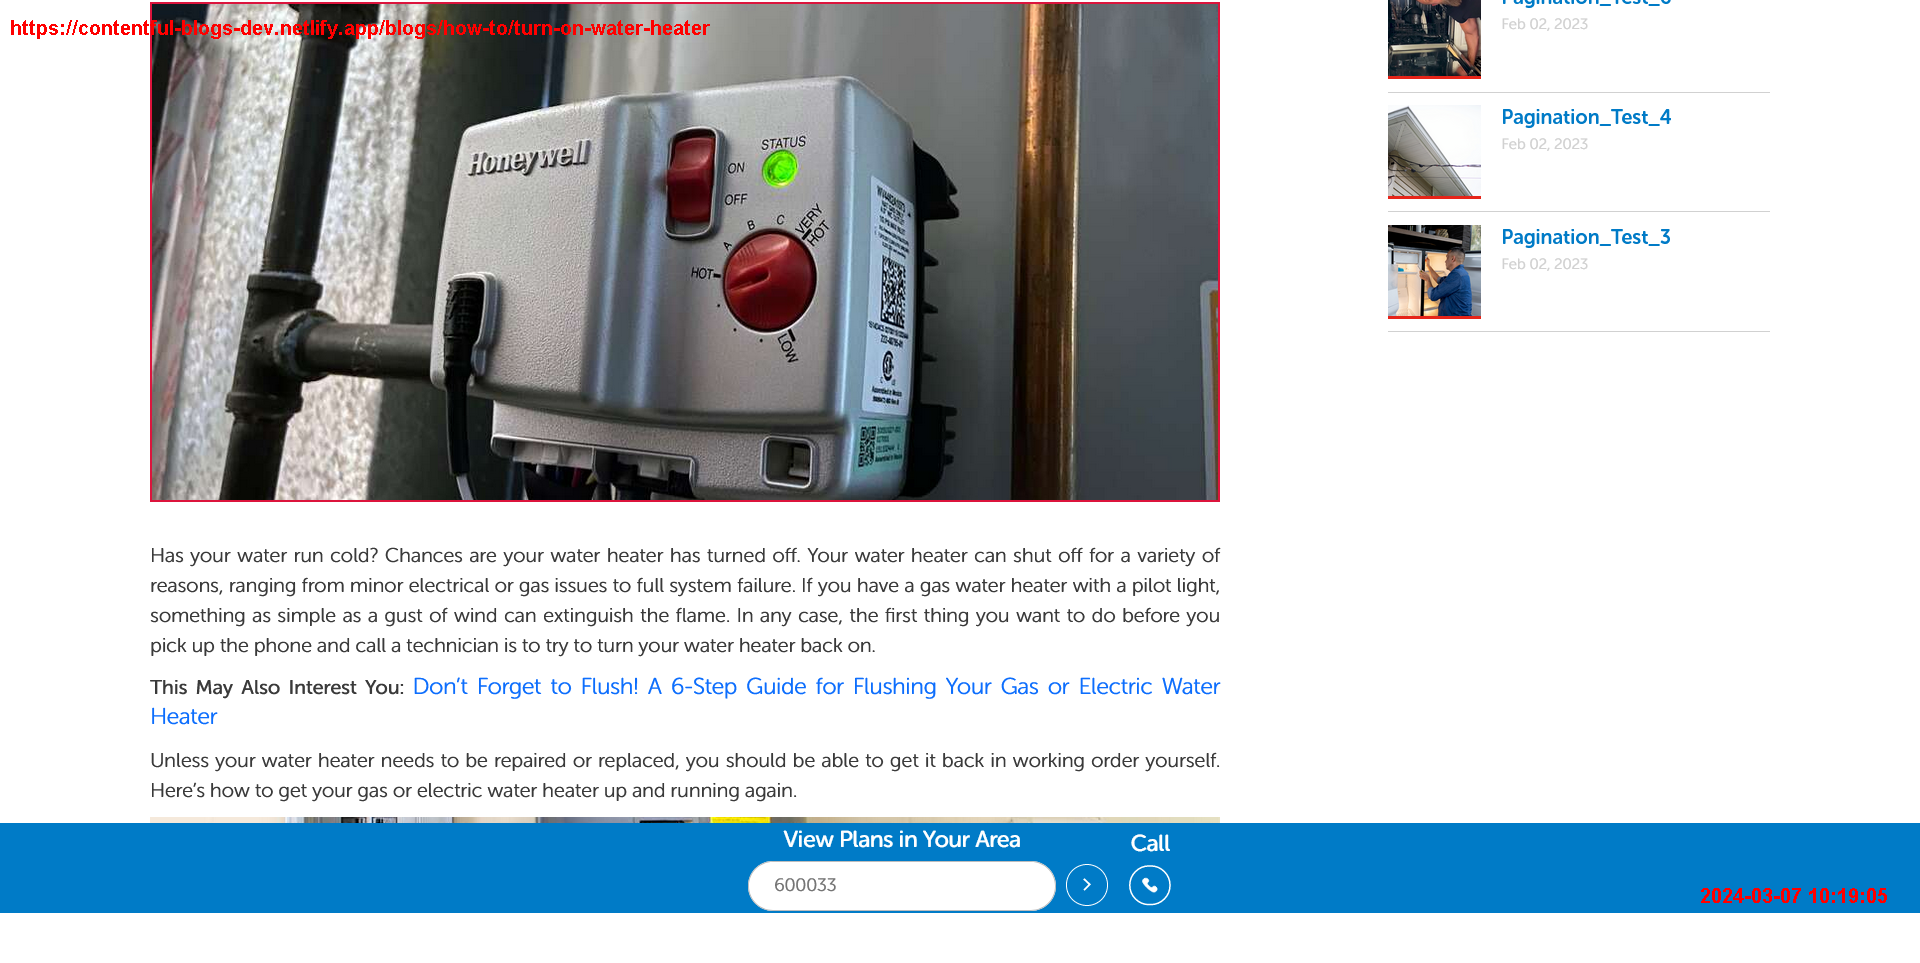 https://contentful-blogs-dev.netlify.app/blogs/how-to/turn-on-water-heater
Honeywell
STATUS
ON
OFF
A
B
C
VERY
HOT
HOT
LOW
Has your water run cold? Chances are your water heater has turned off. Your water heater can shut off for a variety of
reasons, ranging from minor electrical or gas issues to full system failure. If you have a gas water heater with a pilot light,
something as simple as a gust of wind can extinguish the flame. In any case, the first thing you want to do before you
pick up the phone and call a technician is to try to turn your water heater back on.
This May Also Interest You: Don’t Forget to Flush! A 6-Step Guide for Flushing Your Gas or Electric Water
Heater
Unless your water heater needs to be repaired or replaced, you should be able to get it back in working order yourself.
Here’s how to get your gas or electric water heater up and running again.
Feb 02, 2023
Pagination_Test_4
Feb 02, 2023
Pagination_Test_3
Feb 02, 2023
View Plans in Your Area
600033
Call
2024-03-07 10:19:05